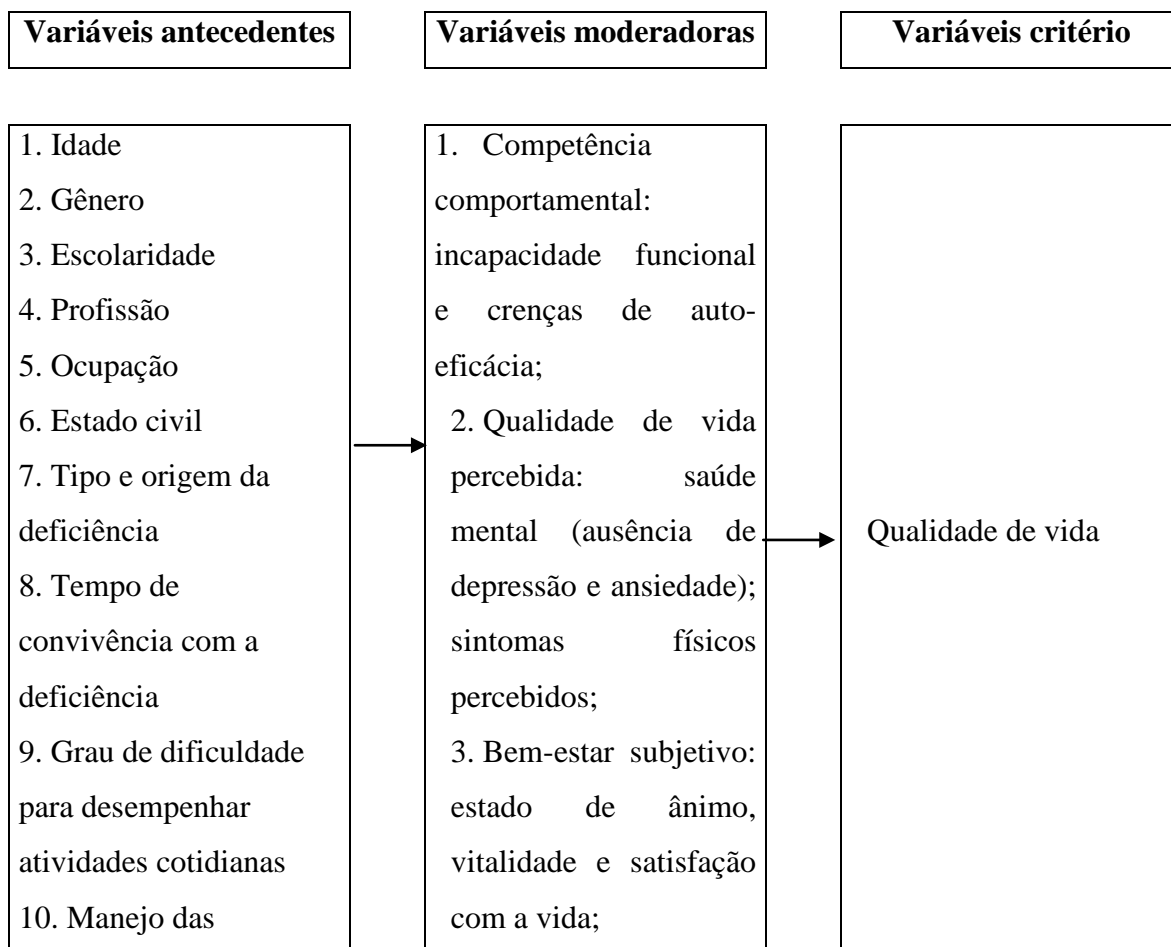 Variáveis antecedentes
Variáveis moderadoras
Variáveis critério
1. Idade
2. Gênero
3. Escolaridade
4. Profissão
5. Ocupação
6. Estado civil
7. Tipo e origem da
deficiência
8. Tempo de
convivência com a
deficiência
9. Grau de dificuldade
para desempenhar
atividades cotidianas
10. Manejo das
1. Competência
comportamental:
incapacidade funcional
e crenças de auto-
eficácia;
2. Qualidade de vida
percebida: saúde
mental (ausência de
depressão e ansiedade);
sintomas físicos
percebidos;
3. Bem-estar subjetivo:
estado de ânimo,
vitalidade e satisfação
com a vida;
Qualidade de vida